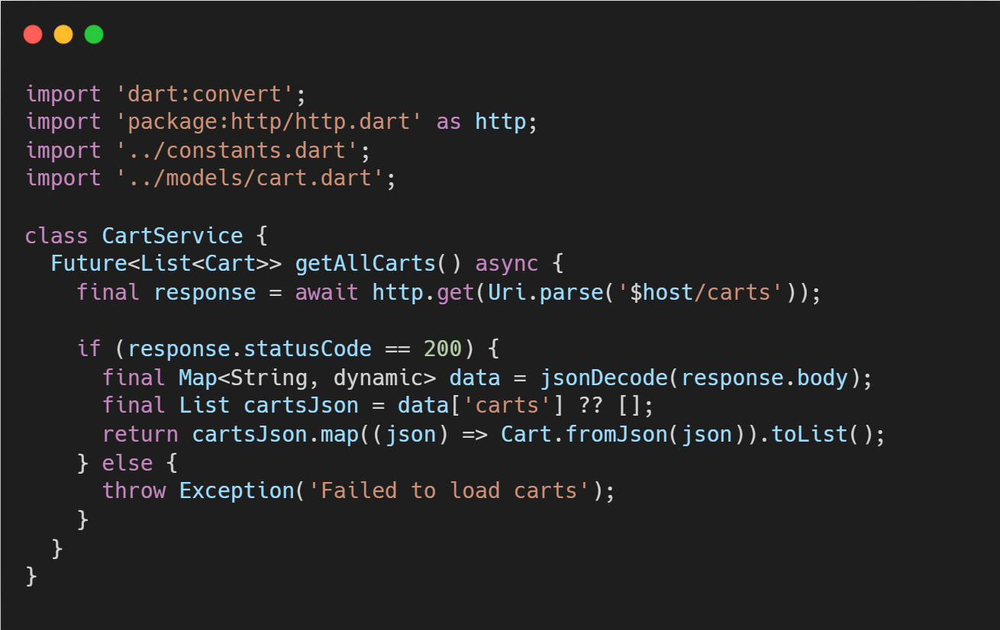 import 'dart:convert';
import 'package:http/http.dart' as http;
import '../constants.dart';
import '../models/cart.dart';

class CartService {
  Future<List<Cart>> getAllCarts() async {
    final response = await http.get(Uri.parse('$host/carts'));

    if (response.statusCode == 200) {
      final Map<String, dynamic> data = jsonDecode(response.body);
      final List cartsJson = data['carts'] ?? [];
      return cartsJson.map((json) => Cart.fromJson(json)).toList();
    } else {
      throw Exception('Failed to load carts');
    }
  }
}